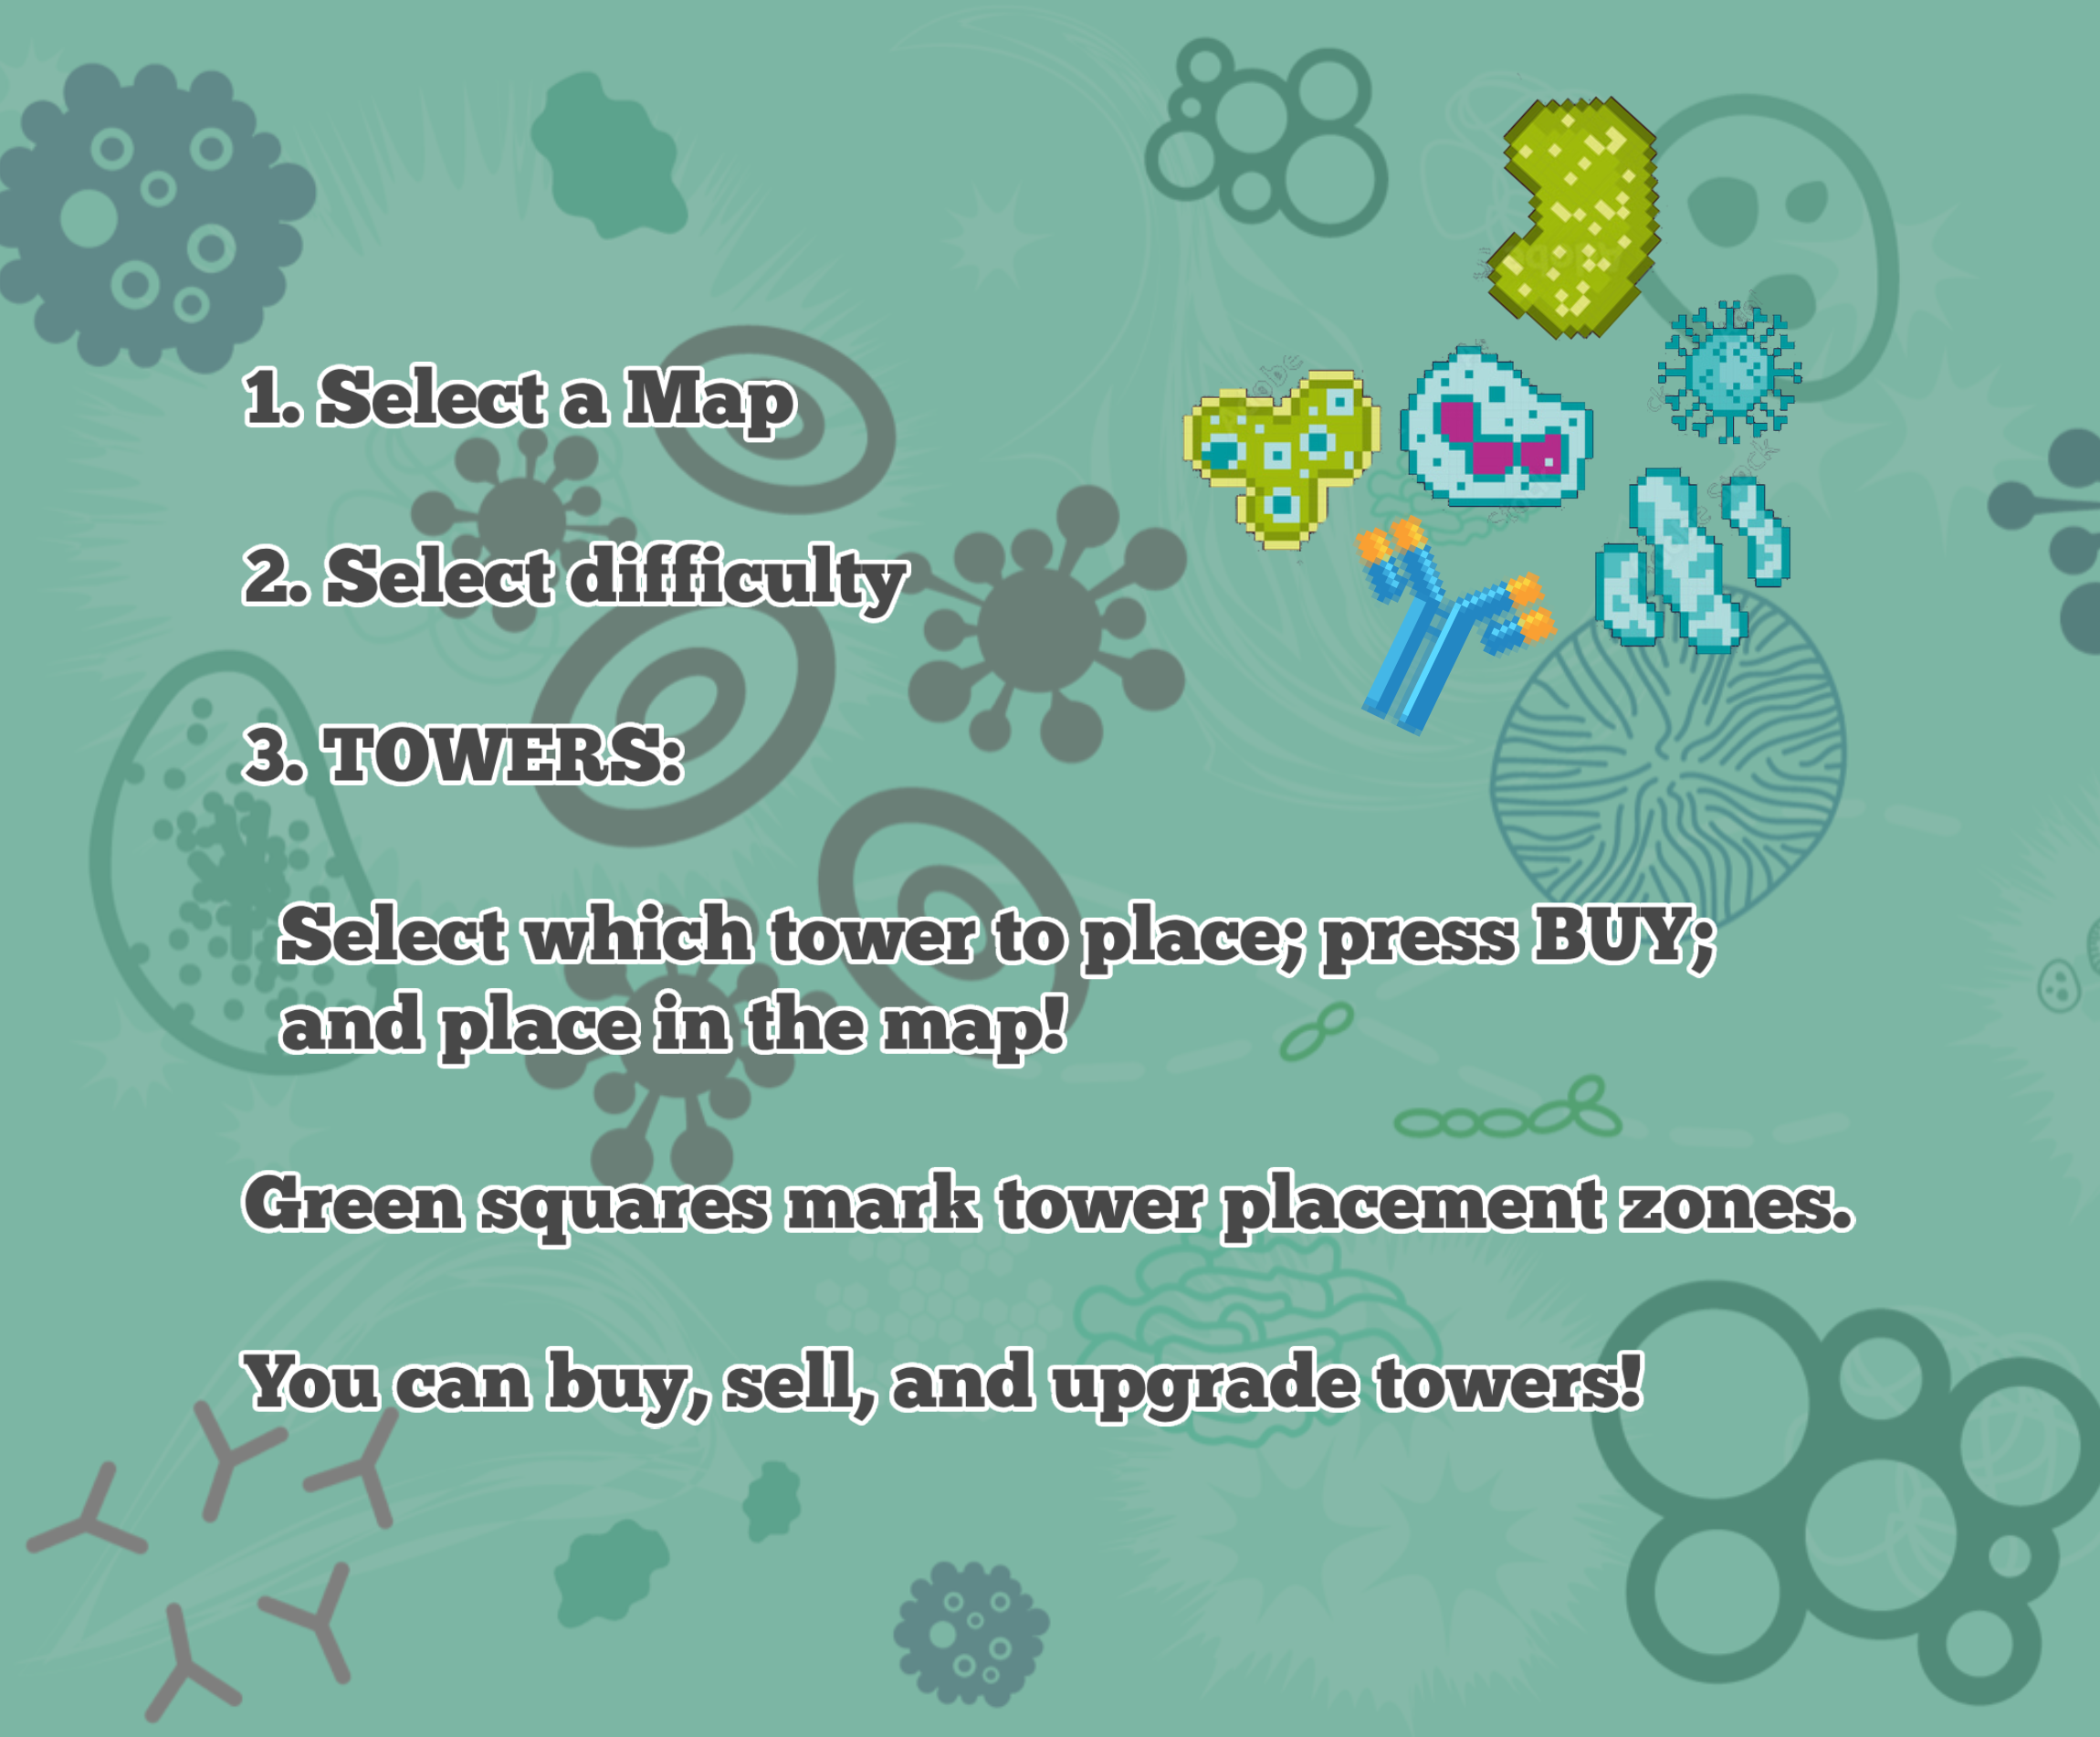 1. Select a Map
2. Select difficulty
3. TOWERS:
Select which tower to place; press BUY;
and place in the map!
Green squares mark tower placement zones.
You can buy, sell, and upgrade towers!